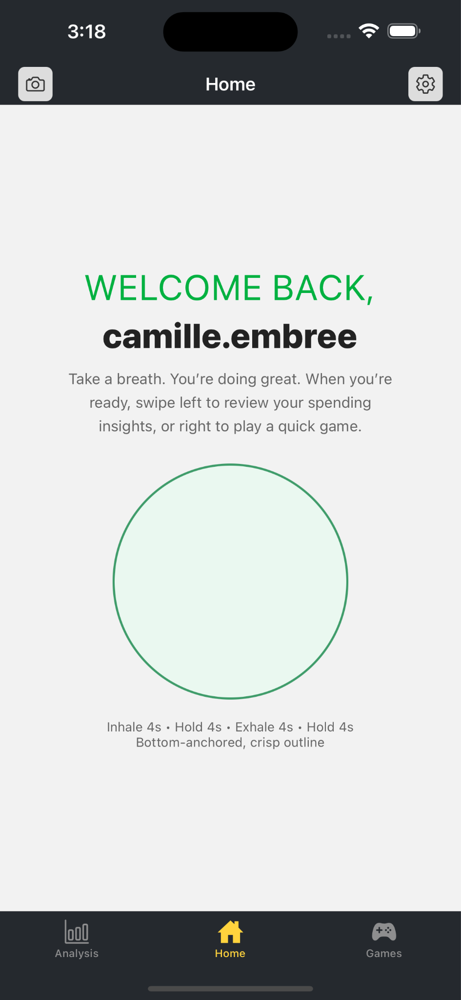 3:18
Home
WELCOME BACK,
camille.embree
Take a breath. You’re doing great. When you’re
ready, swipe left to review your spending
insights, or right to play a quick game.
Inhale 4s • Hold 4s • Exhale 4s • Hold 4s
Bottom-anchored, crisp outline
Analysis
Home
Games